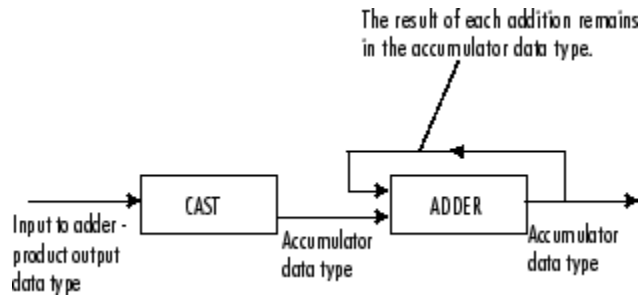 The result of each addition remains
in the accumulator data type.
CAST
ADDER
Input to adder -
product output
data type
Accumulator
data type
Accumulator
data type